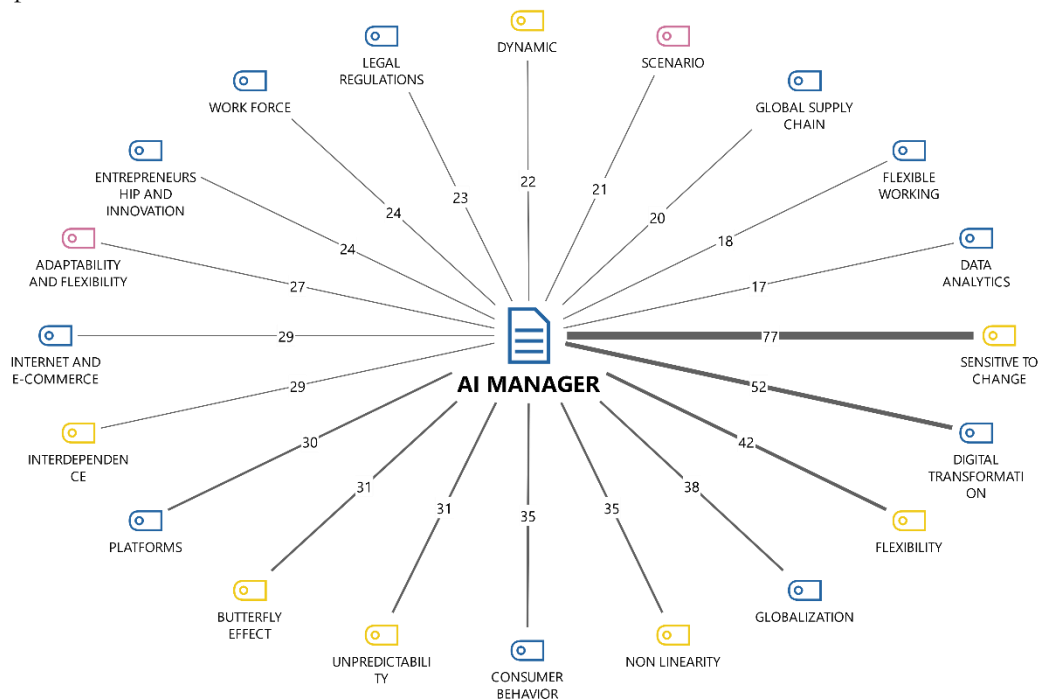 DYNAMIC
SCENARIO
LEGAL
REGULATIONS
GLOBAL SUPPLY
CHAIN
WORK FORCE
FLEXIBLE
WORKING
ENTREPRENEURS
HIP AND
INNOVATION
DATA
ANALYTICS
ADAPTABILITY
AND FLEXIBILITY
22
21
23
20
24
18
24
17
27
INTERNET AND
E-COMMERCE
29
77
SENSITIVE TO
CHANGE
AI MANAGER
29
52
INTERDEPENDEN
CE
DIGITAL
TRANSFORMATI
ON
30
42
31
38
31
35
35
PLATFORMS
FLEXIBILITY
BUTTERFLY
EFFECT
GLOBALIZATION
UNPREDICTABILI
TY
CONSUMER
BEHAVIOR
NON LINEARITY